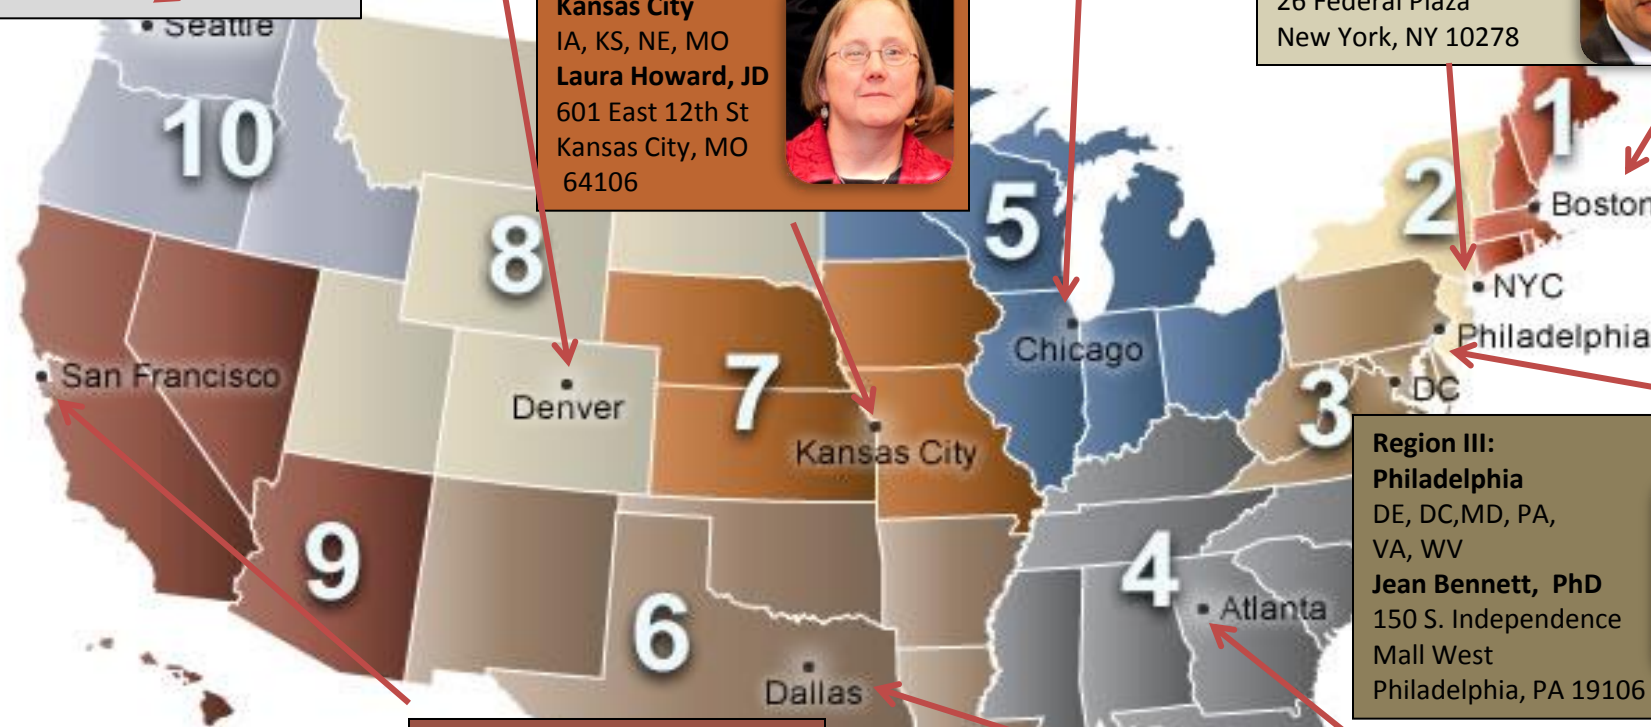 Kansas City
IA, KS, NE, MO
Laura Howard, JD
601 East 12th St
Kansas City, MO
64106
26 Federal Plaza
New York, NY 10278
Seattle
10
1
2
Boston
8
5
NYC
Philadelphia
Chicago
San Francisco
Denver
7
DC
3
Kansas City
Region III:
Philadelphia
DE, DC,MD, PA,
VA, WV
Jean Bennett, PhD
150 S. Independence
Mall West
Philadelphia, PA 19106
9
4
Atlanta
6
Dallas